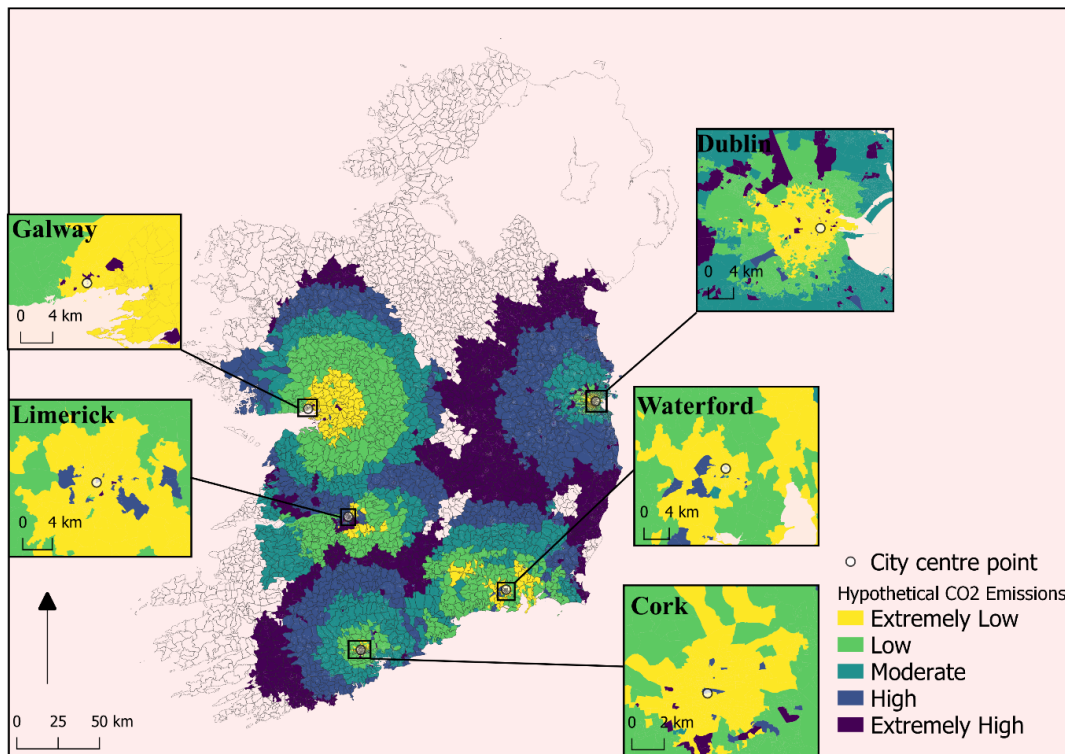 Dublin
0 4 km
Galway
0 4 km
Limerick
0 4 km
Waterford
0 4 km
City centre point
Hypothetical CO2 Emissions
Extremely Low
Low
Moderate
High
Extremely High
Cork
0 2 km
0 25 50 km